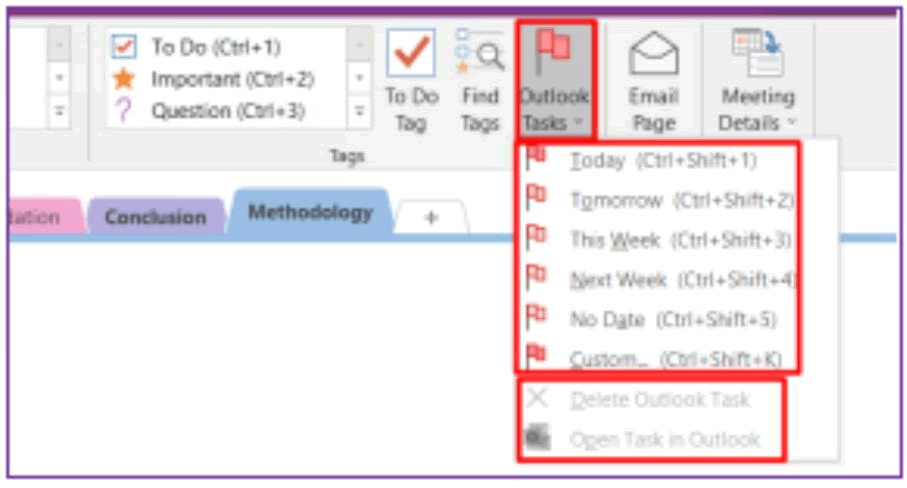 To Do (Ctrl+1)
Important (Ctrl+2)
Question (Ctrl+3)
To Do
Tag
Find
Tags
Outlook
Tasks
Email
Page
Meeting
Details
Tags
tation
Conclusion
Methodology
+
Today (Ctrl+Shift+1)
Tomorrow (Ctrl+Shift+2)
This Week (Ctrl+Shift+3)
Next Week (Ctrl+Shift+4)
No Date (Ctrl+Shift+5)
Custom... (Ctrl+Shift+K)
Delete Outlook Task
Open Task in Outlook